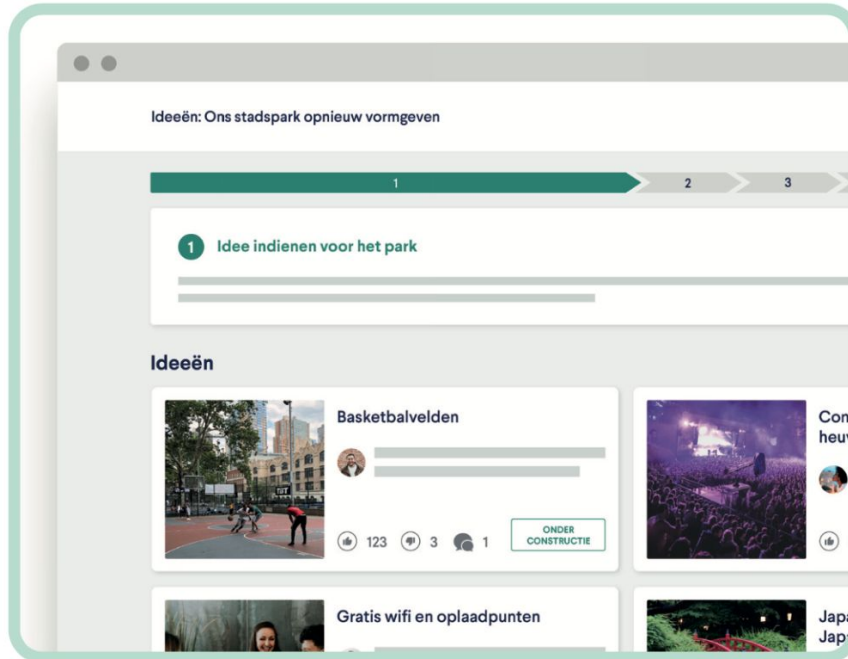 Ideeën: Ons stadspark opnieuw vormgeven
1
2
3
1
Idee indienen voor het park
Ideeën
Basketbalvelden
123
3
1
ONDER
CONSTRUCTIE
Gratis wifi en oplaadpunten